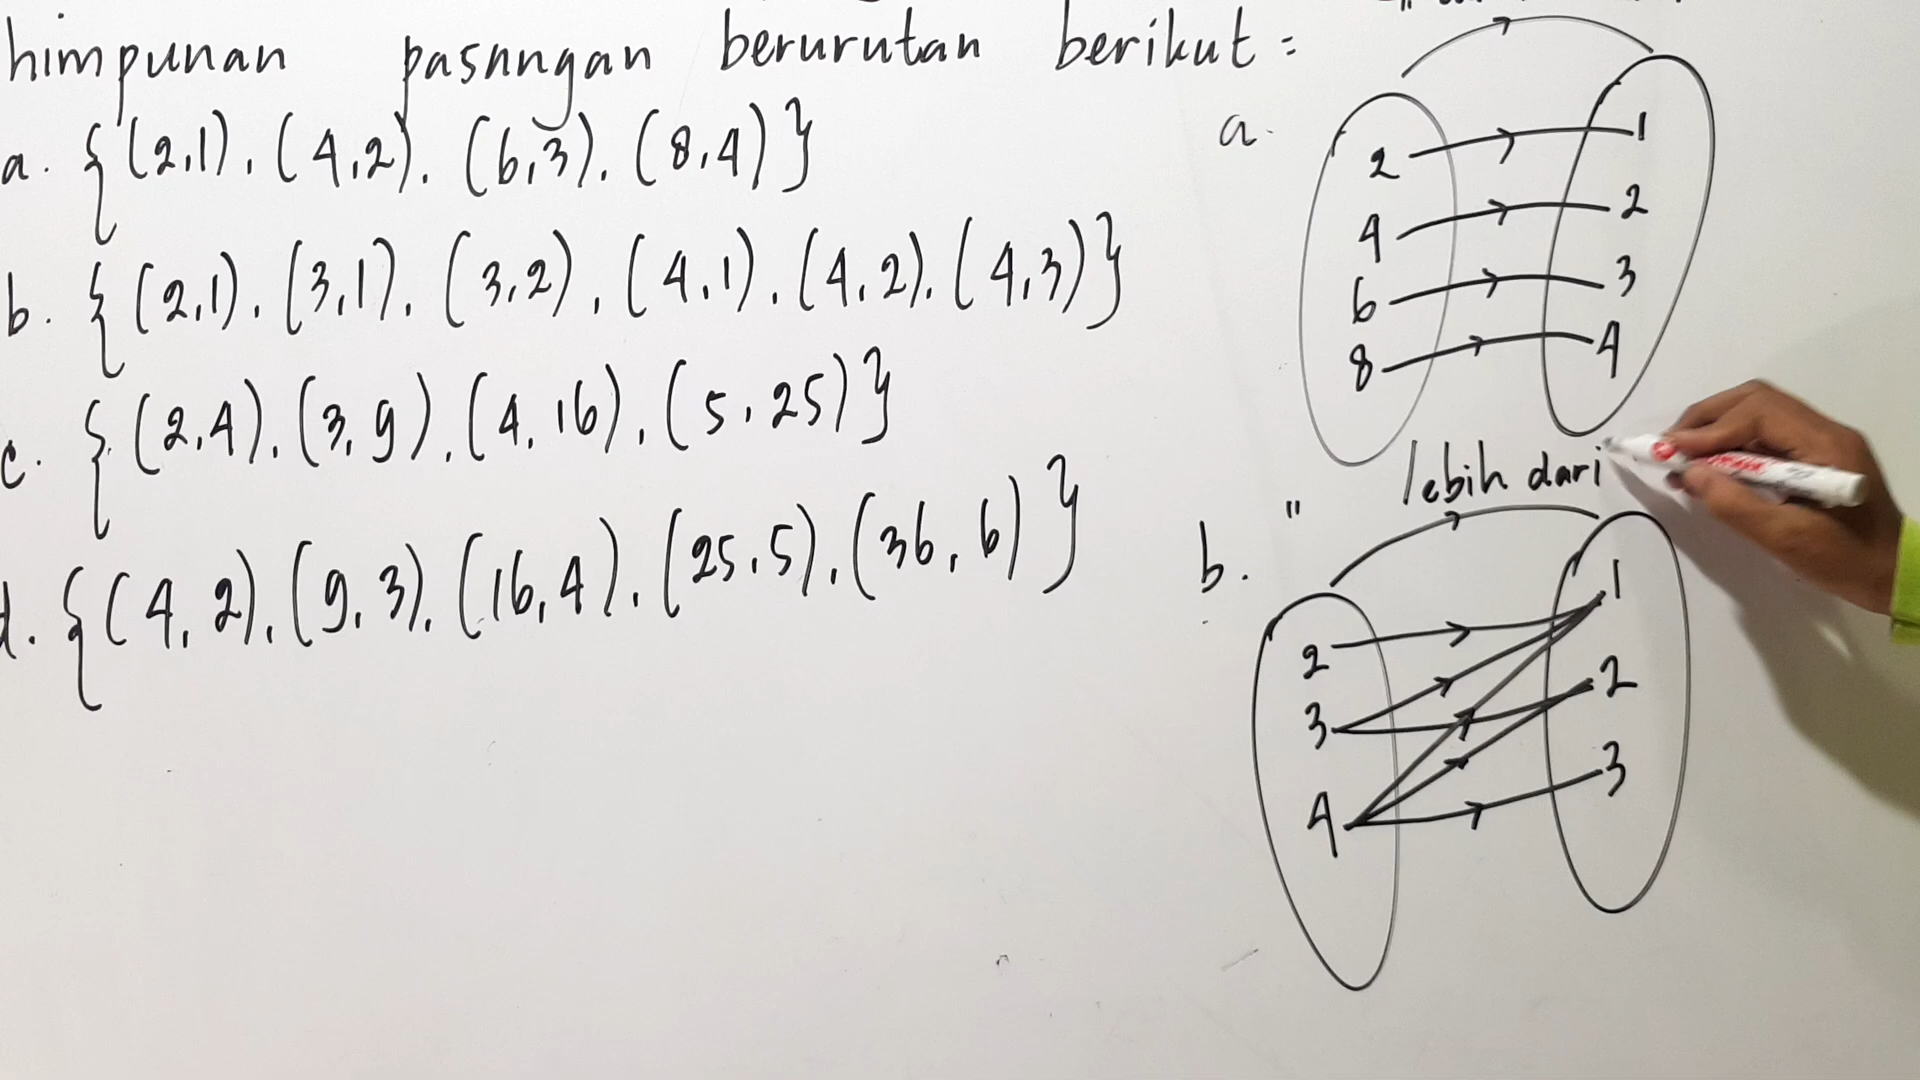 himpunan pasangan berurutan berikut =
a. {(2,1), (4,2), (6,3), (8,4)}
b. {(2,1), (3,1), (3,2), (4,1), (4,2), (4,3)}
c. {(2,4), (3,9), (4,16), (5,25)}
d. {(4,2), (9,3), (16,4), (25,5), (36,6)}
a.
2 1
4 2
6 3
8 4
" lebih dari
b.
2 1
3 2
4 3